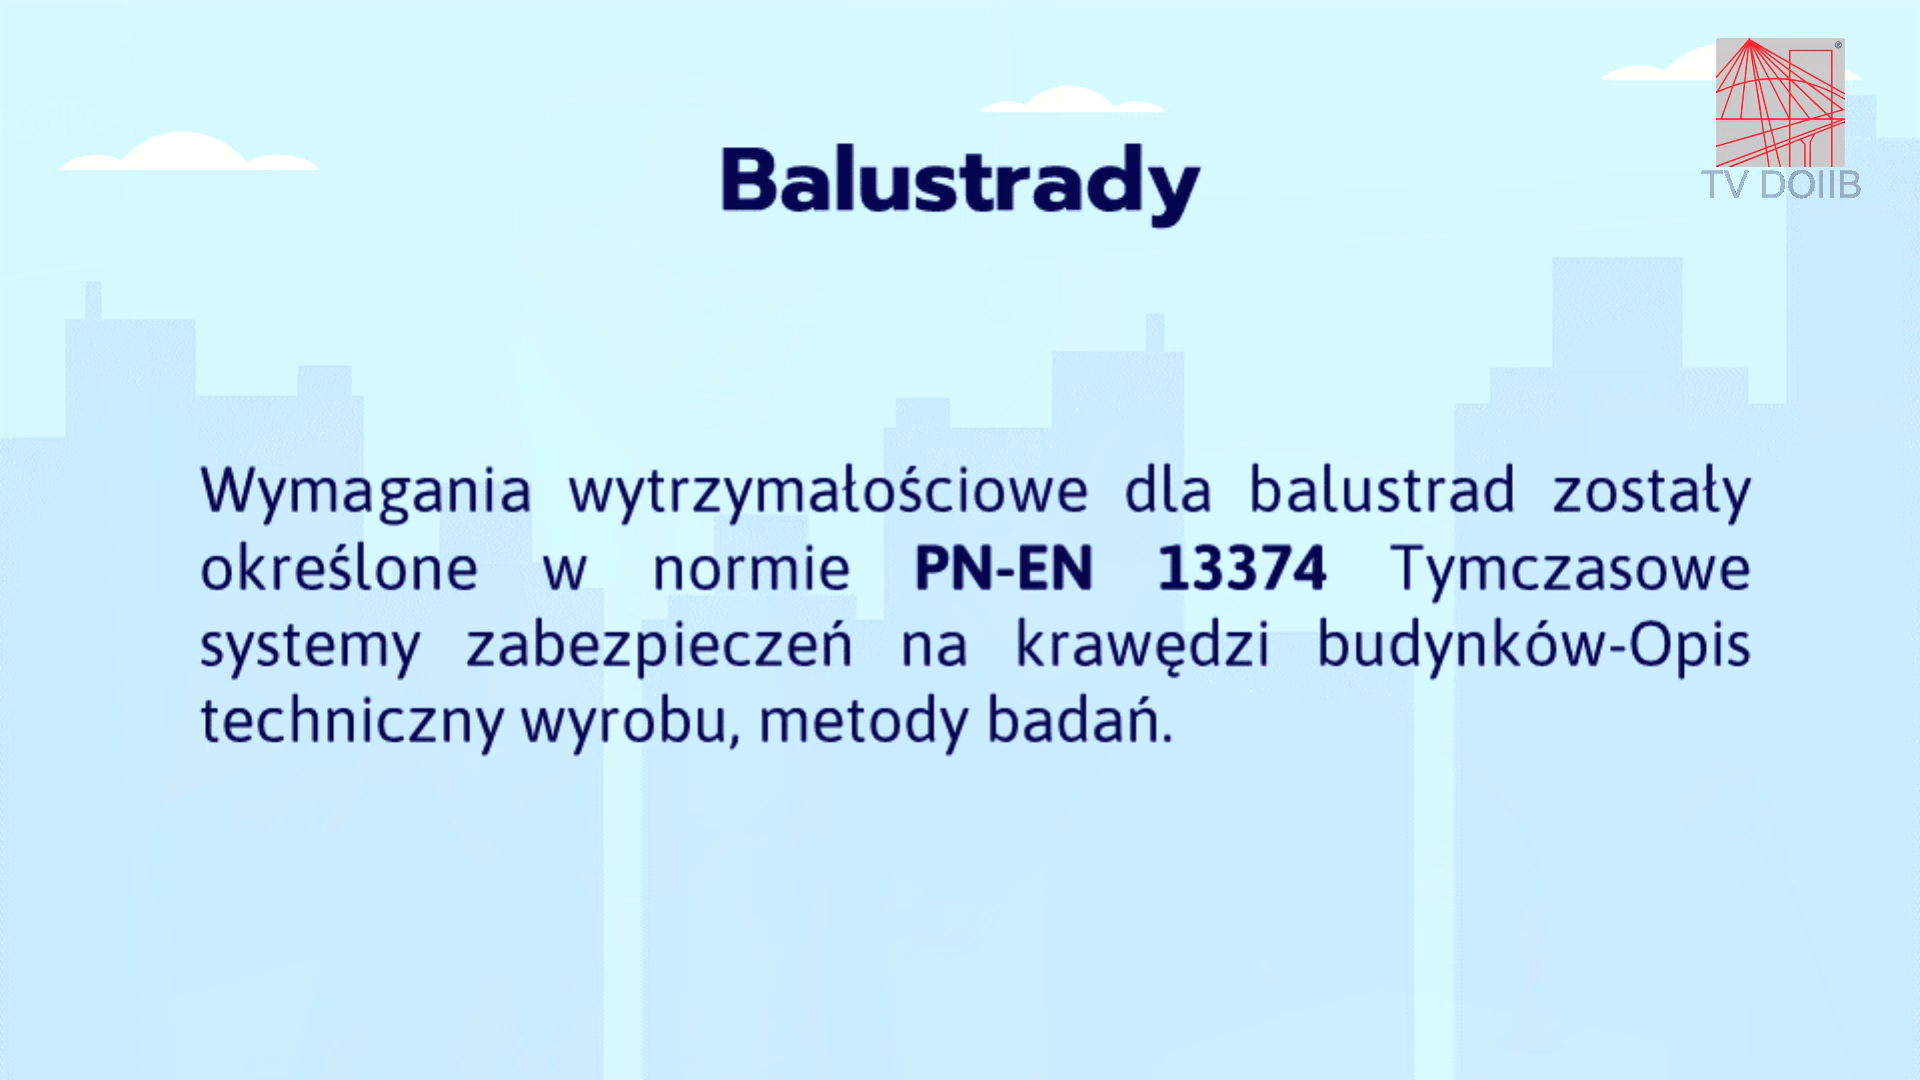 ®
TV DOIIB
Balustrady
Wymagania wytrzymałościowe dla balustrad zostały
określone w normie PN-EN 13374 Tymczasowe
systemy zabezpieczeń na krawędzi budynków-Opis
techniczny wyrobu, metody badań.